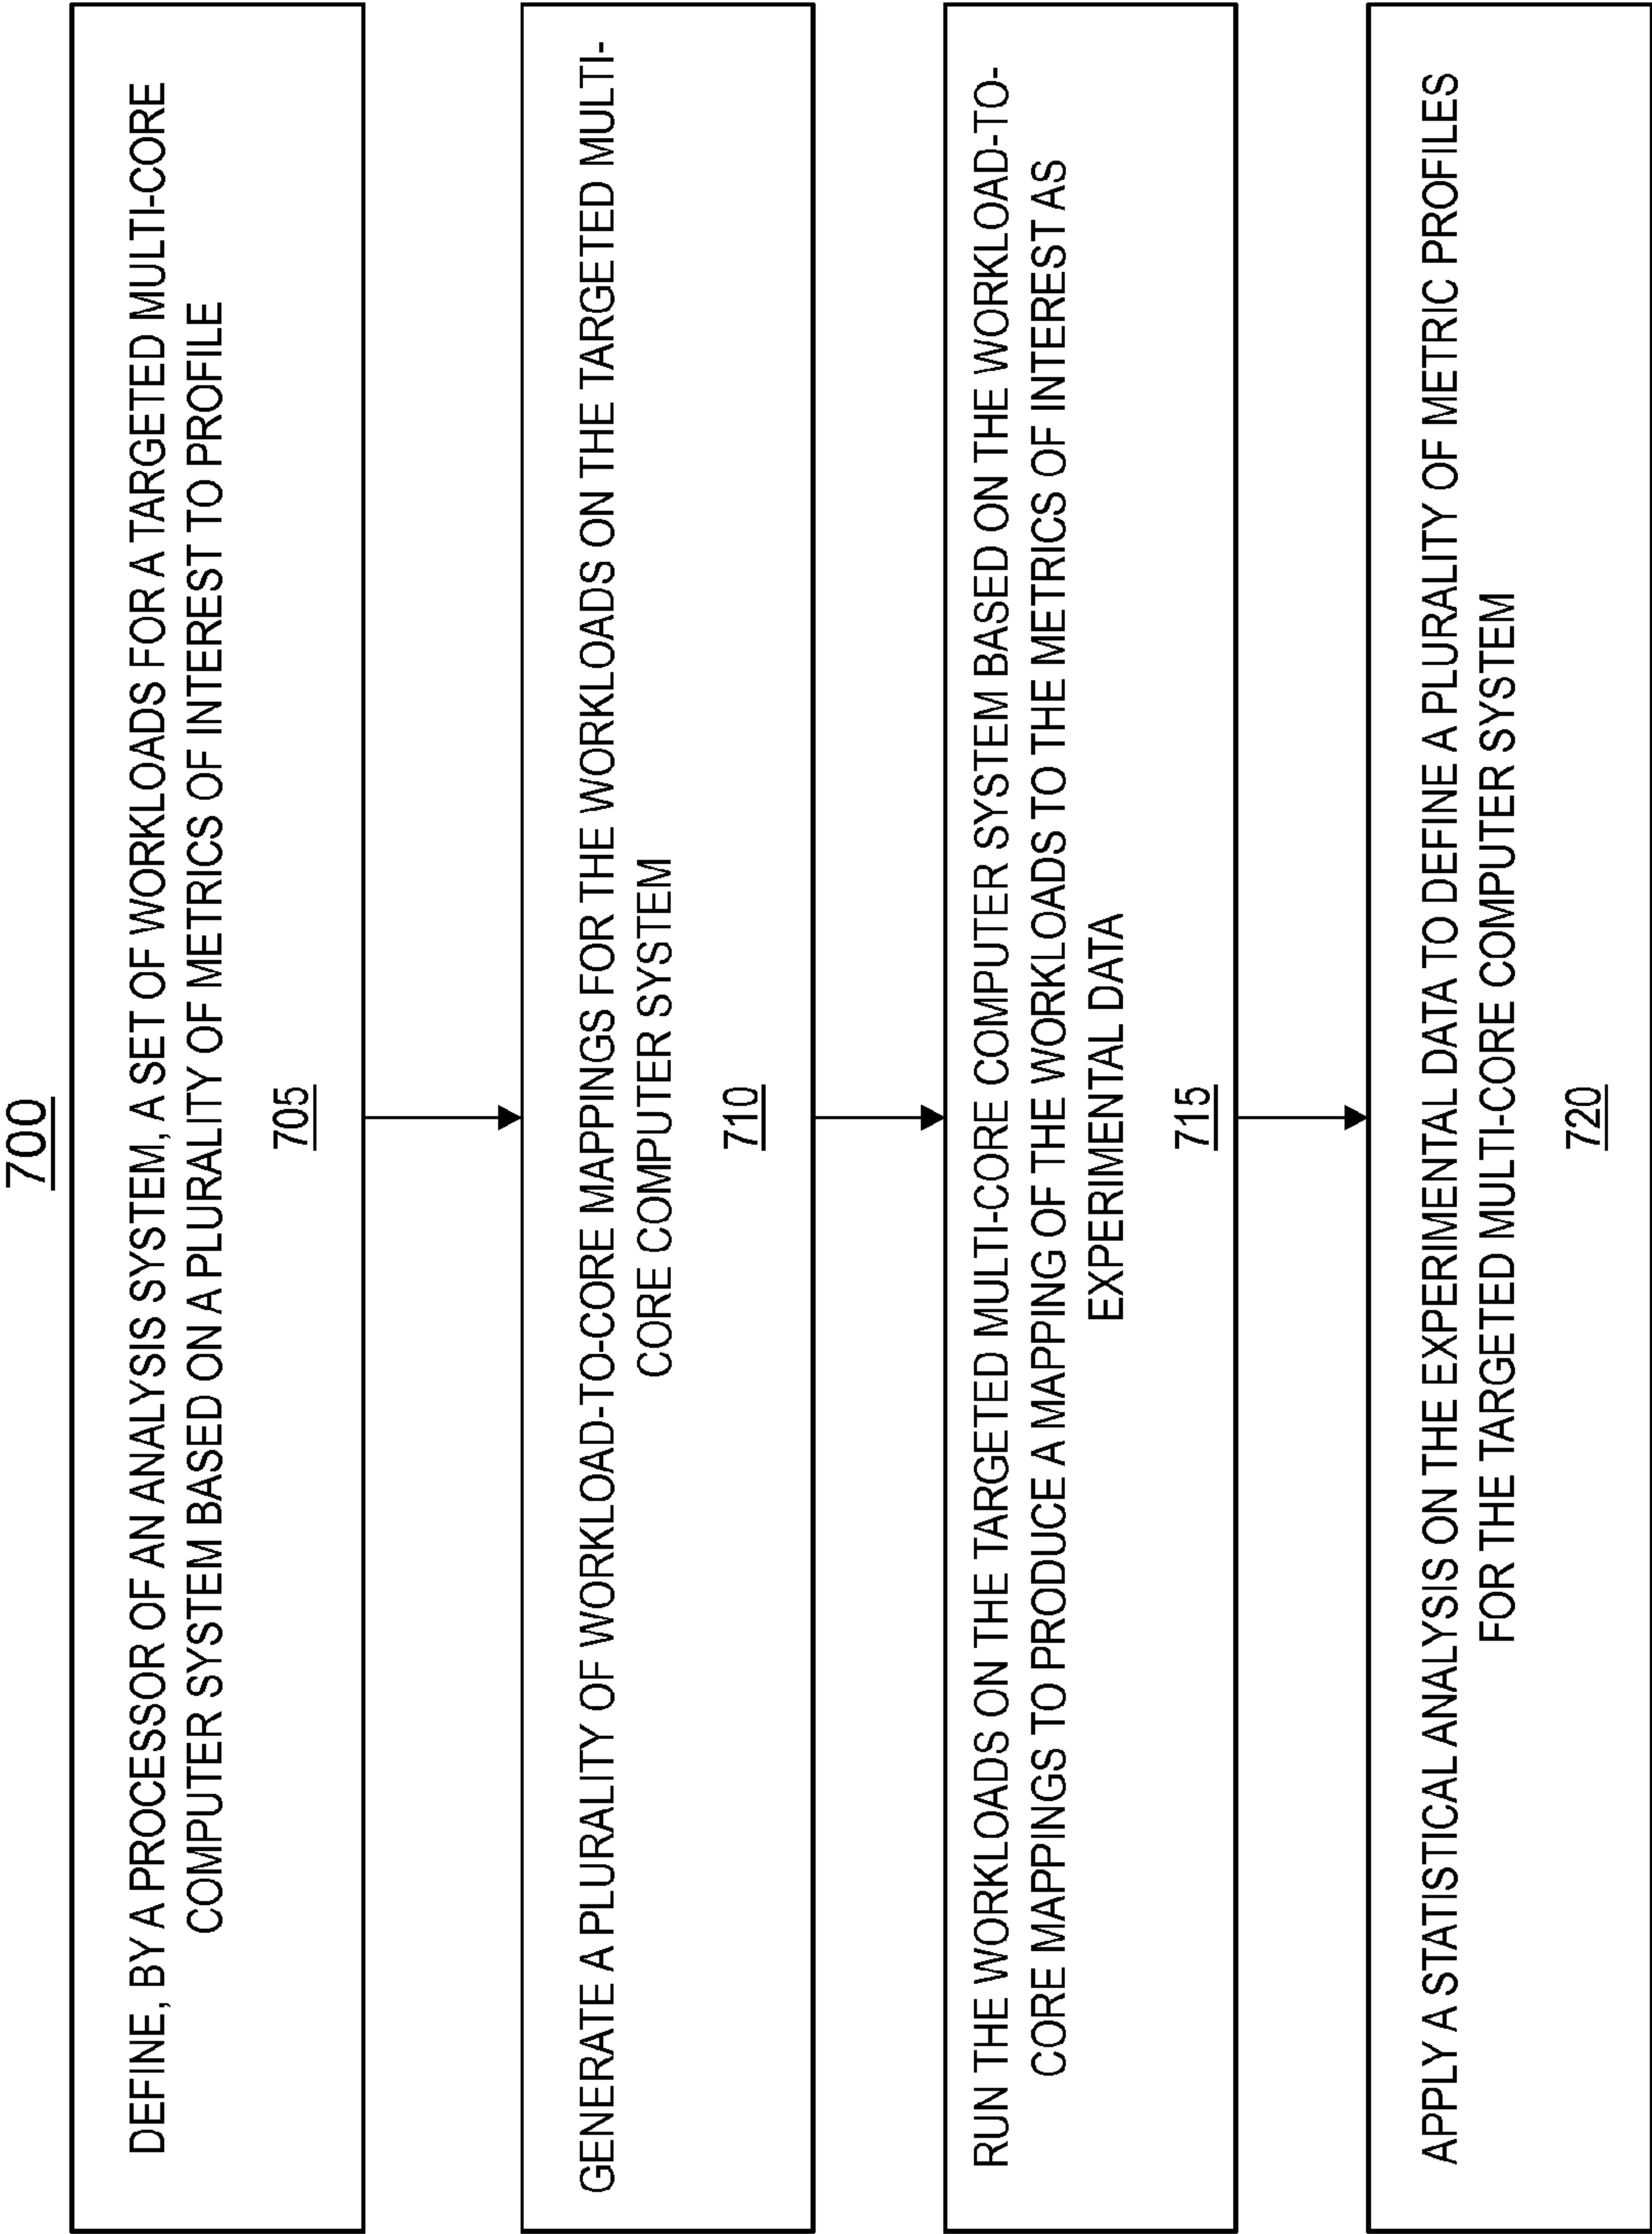 700
DEFINE, BY A PROCESSOR OF AN ANALYSIS SYSTEM, A SET OF WORKLOADS FOR A TARGETED MULTI-CORE
COMPUTER SYSTEM BASED ON A PLURALITY OF METRICS OF INTEREST TO PROFILE
705
GENERATE A PLURALITY OF WORKLOAD-TO-CORE MAPPINGS FOR THE WORKLOADS ON THE TARGETED MULTI-
CORE COMPUTER SYSTEM
710
RUN THE WORKLOADS ON THE TARGETED MULTI-CORE COMPUTER SYSTEM BASED ON THE WORKLOAD-TO-
CORE MAPPINGS TO PRODUCE A MAPPING OF THE WORKLOADS TO THE METRICS OF INTEREST AS
EXPERIMENTAL DATA
715
APPLY A STATISTICAL ANALYSIS ON THE EXPERIMENTAL DATA TO DEFINE A PLURALITY OF METRIC PROFILES
FOR THE TARGETED MULTI-CORE COMPUTER SYSTEM
720